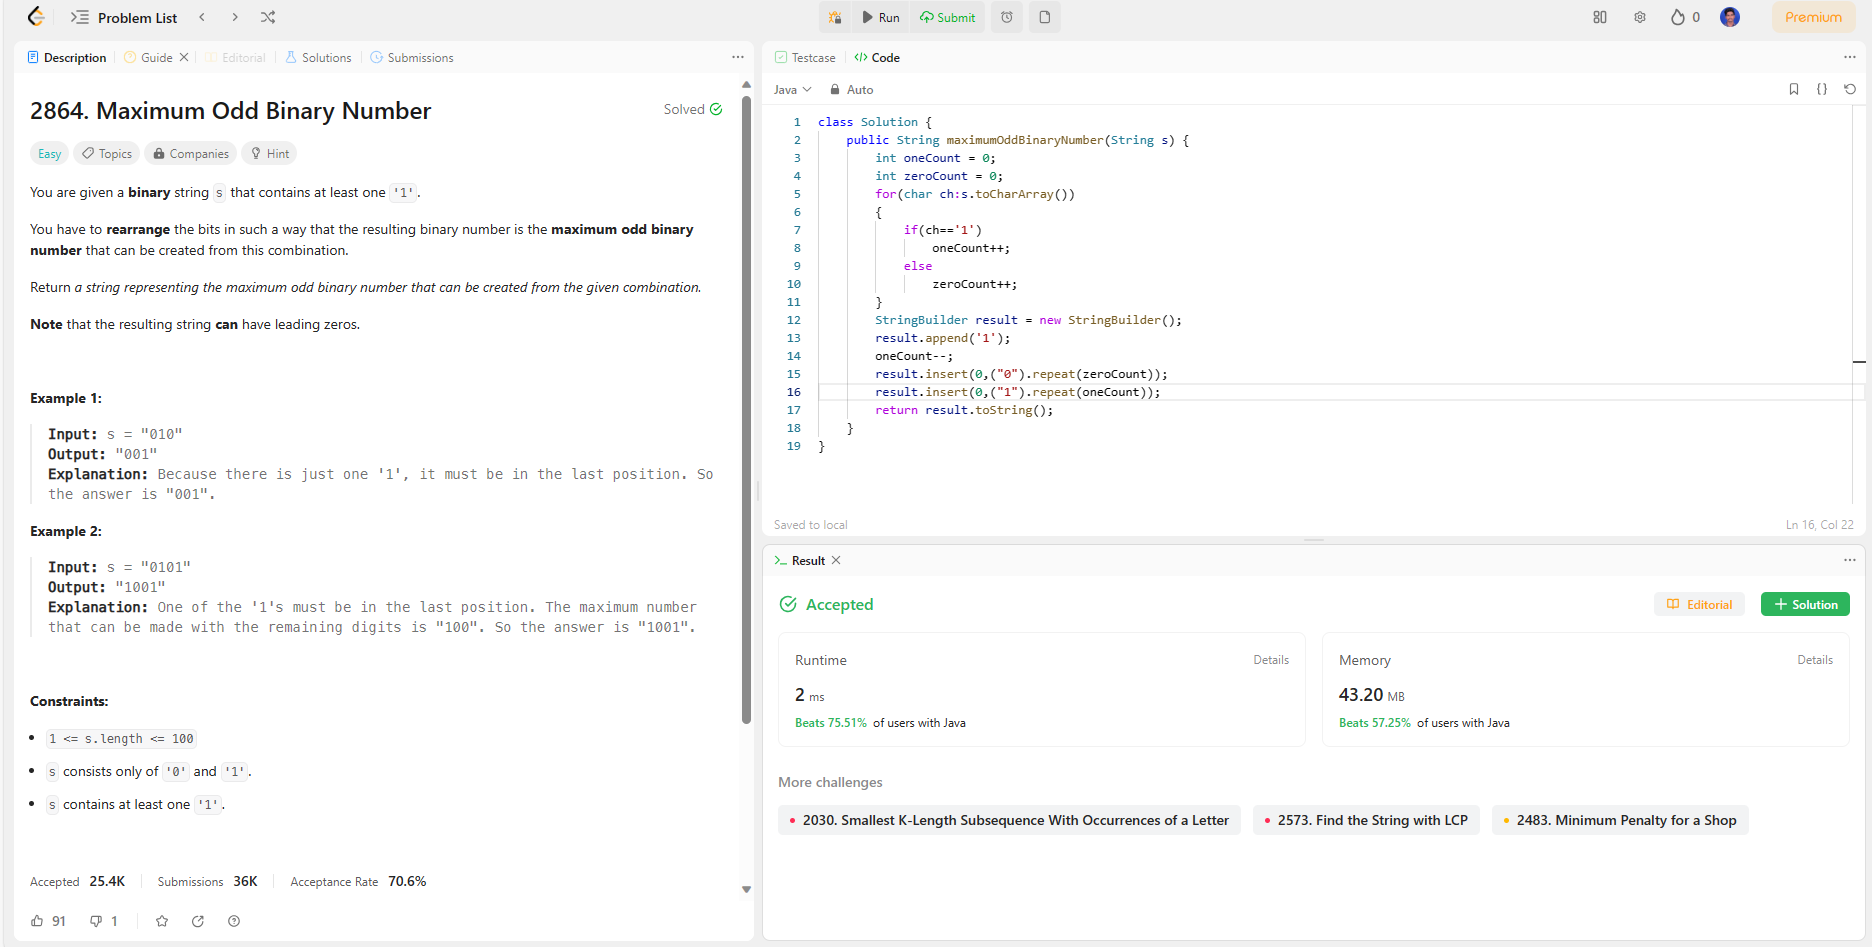 Problem List
Run
Submit
0
Premium
Description
Guide
Editorial
Solutions
Submissions
2864. Maximum Odd Binary Number
Solved
Easy
Topics
Companies
Hint
You are given a binary string s that contains at least one '1'.
You have to rearrange the bits in such a way that the resulting binary number is the maximum odd binary
number that can be created from this combination.
Return a string representing the maximum odd binary number that can be created from the given combination.
Note that the resulting string can have leading zeros.
Example 1:
Input: s = "010"
Output: "001"
Explanation: Because there is just one '1', it must be in the last position. So
the answer is "001".
Example 2:
Input: s = "0101"
Output: "1001"
Explanation: One of the '1's must be in the last position. The maximum number
that can be made with the remaining digits is "100". So the answer is "1001".
Constraints:
• 1 <= s.length <= 100
• s consists only of '0' and '1'.
• s contains at least one '1'.
Accepted 25.4K
Submissions 36K
Acceptance Rate 70.6%
91
1
Testcase
Code
Java
Auto
1 class Solution {
2 public String maximumOddBinaryNumber(String s) {
3 int oneCount = 0;
4 int zeroCount = 0;
5 for(char ch:s.toCharArray())
6 {
7 if(ch=='1')
8 oneCount++;
9 else
10 zeroCount++;
11 }
12 StringBuilder result = new StringBuilder();
13 result.append('1');
14 oneCount--;
15 result.insert(0,("0").repeat(zeroCount));
16 result.insert(0,("1").repeat(oneCount));
17 return result.toString();
18 }
19 }
Saved to local
Ln 16, Col 22
Result
Accepted
Editorial
Solution
Runtime
Details
2 ms
Beats 75.51% of users with Java
Memory
Details
43.20 MB
Beats 57.25% of users with Java
More challenges
2030. Smallest K-Length Subsequence With Occurrences of a Letter
2573. Find the String with LCP
2483. Minimum Penalty for a Shop